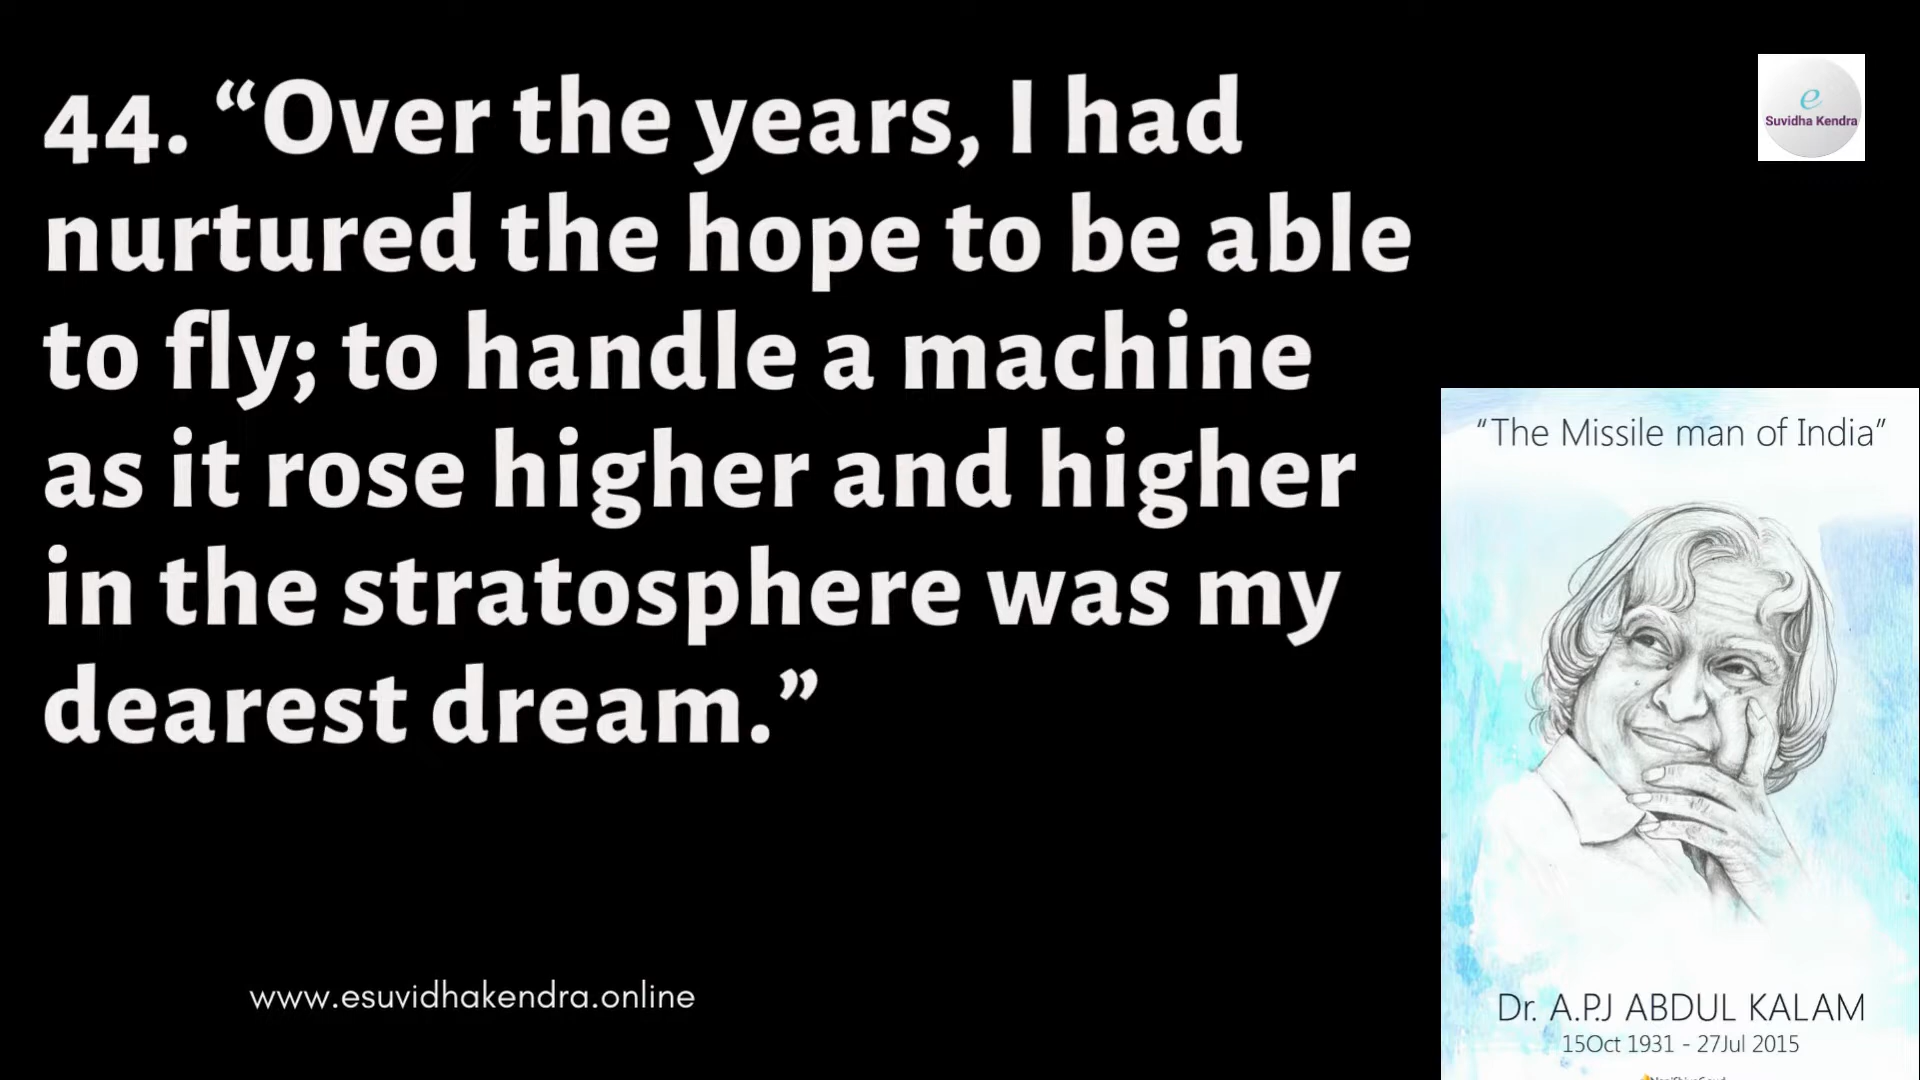 44. “Over the years, I had
nurtured the hope to be able
to fly; to handle a machine
as it rose higher and higher
in the stratosphere was my
dearest dream.”
www.esuvidhakendra.online
e
Suvidha Kendra
“The Missile man of India”
Dr. A.P.J ABDUL KALAM
15Oct 1931 - 27Jul 2015